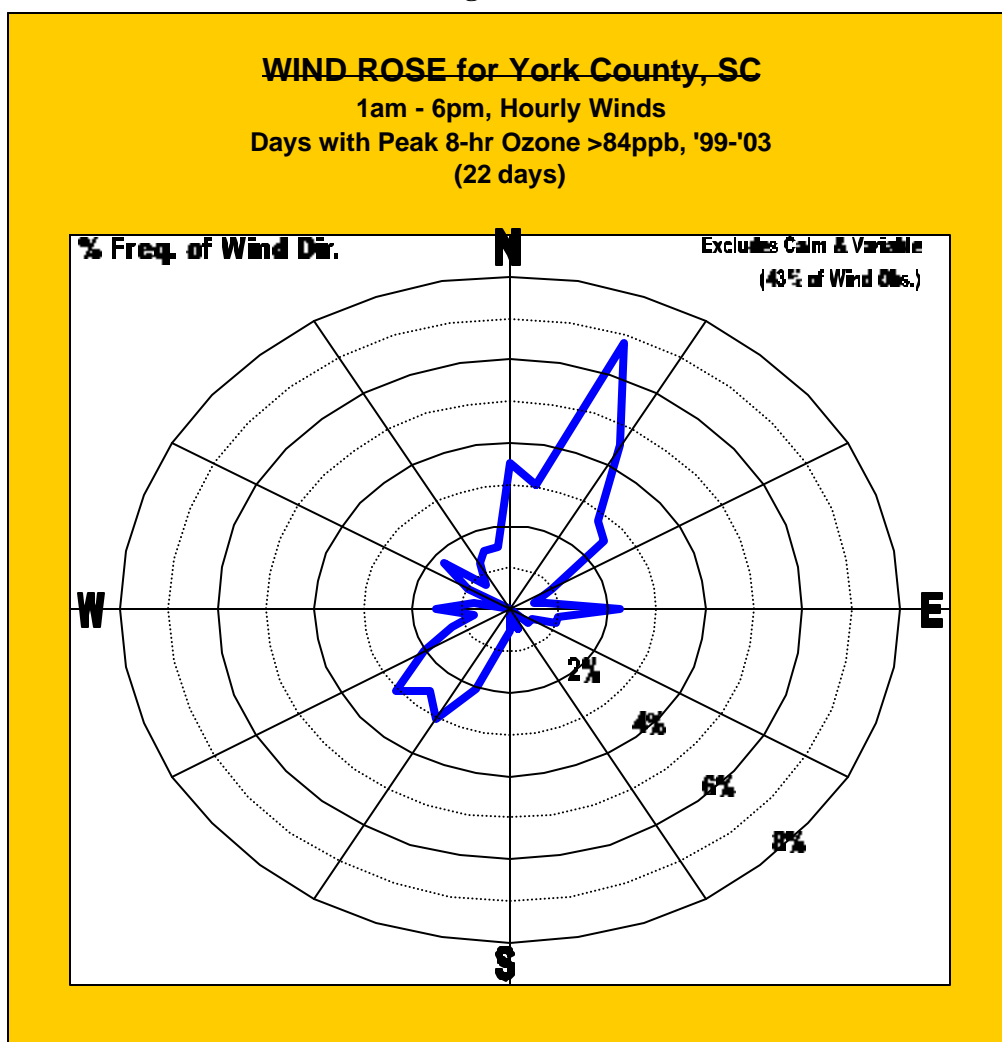 WIND ROSE for York County, SC
1am - 6pm, Hourly Winds
Days with Peak 8-hr Ozone >84ppb, '99-'03
(22 days)
% Freq. of Wind Dir.
N
Excludes Calm & Variable
(43% of Wind Obs.)
W
E
2%
4%
6%
8%
S